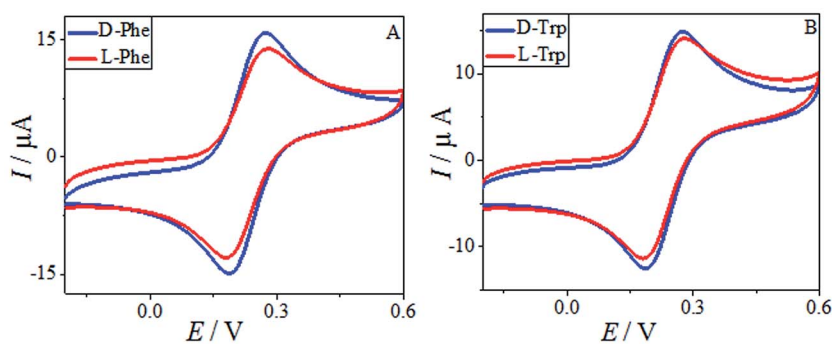 D-Phe
L-Phe
A
15
0
-15
I / μA
0.0
0.3
0.6
E / V
D-Trp
L-Trp
B
10
0
-10
I / μ A
0.0
0.3
0.6
E / V